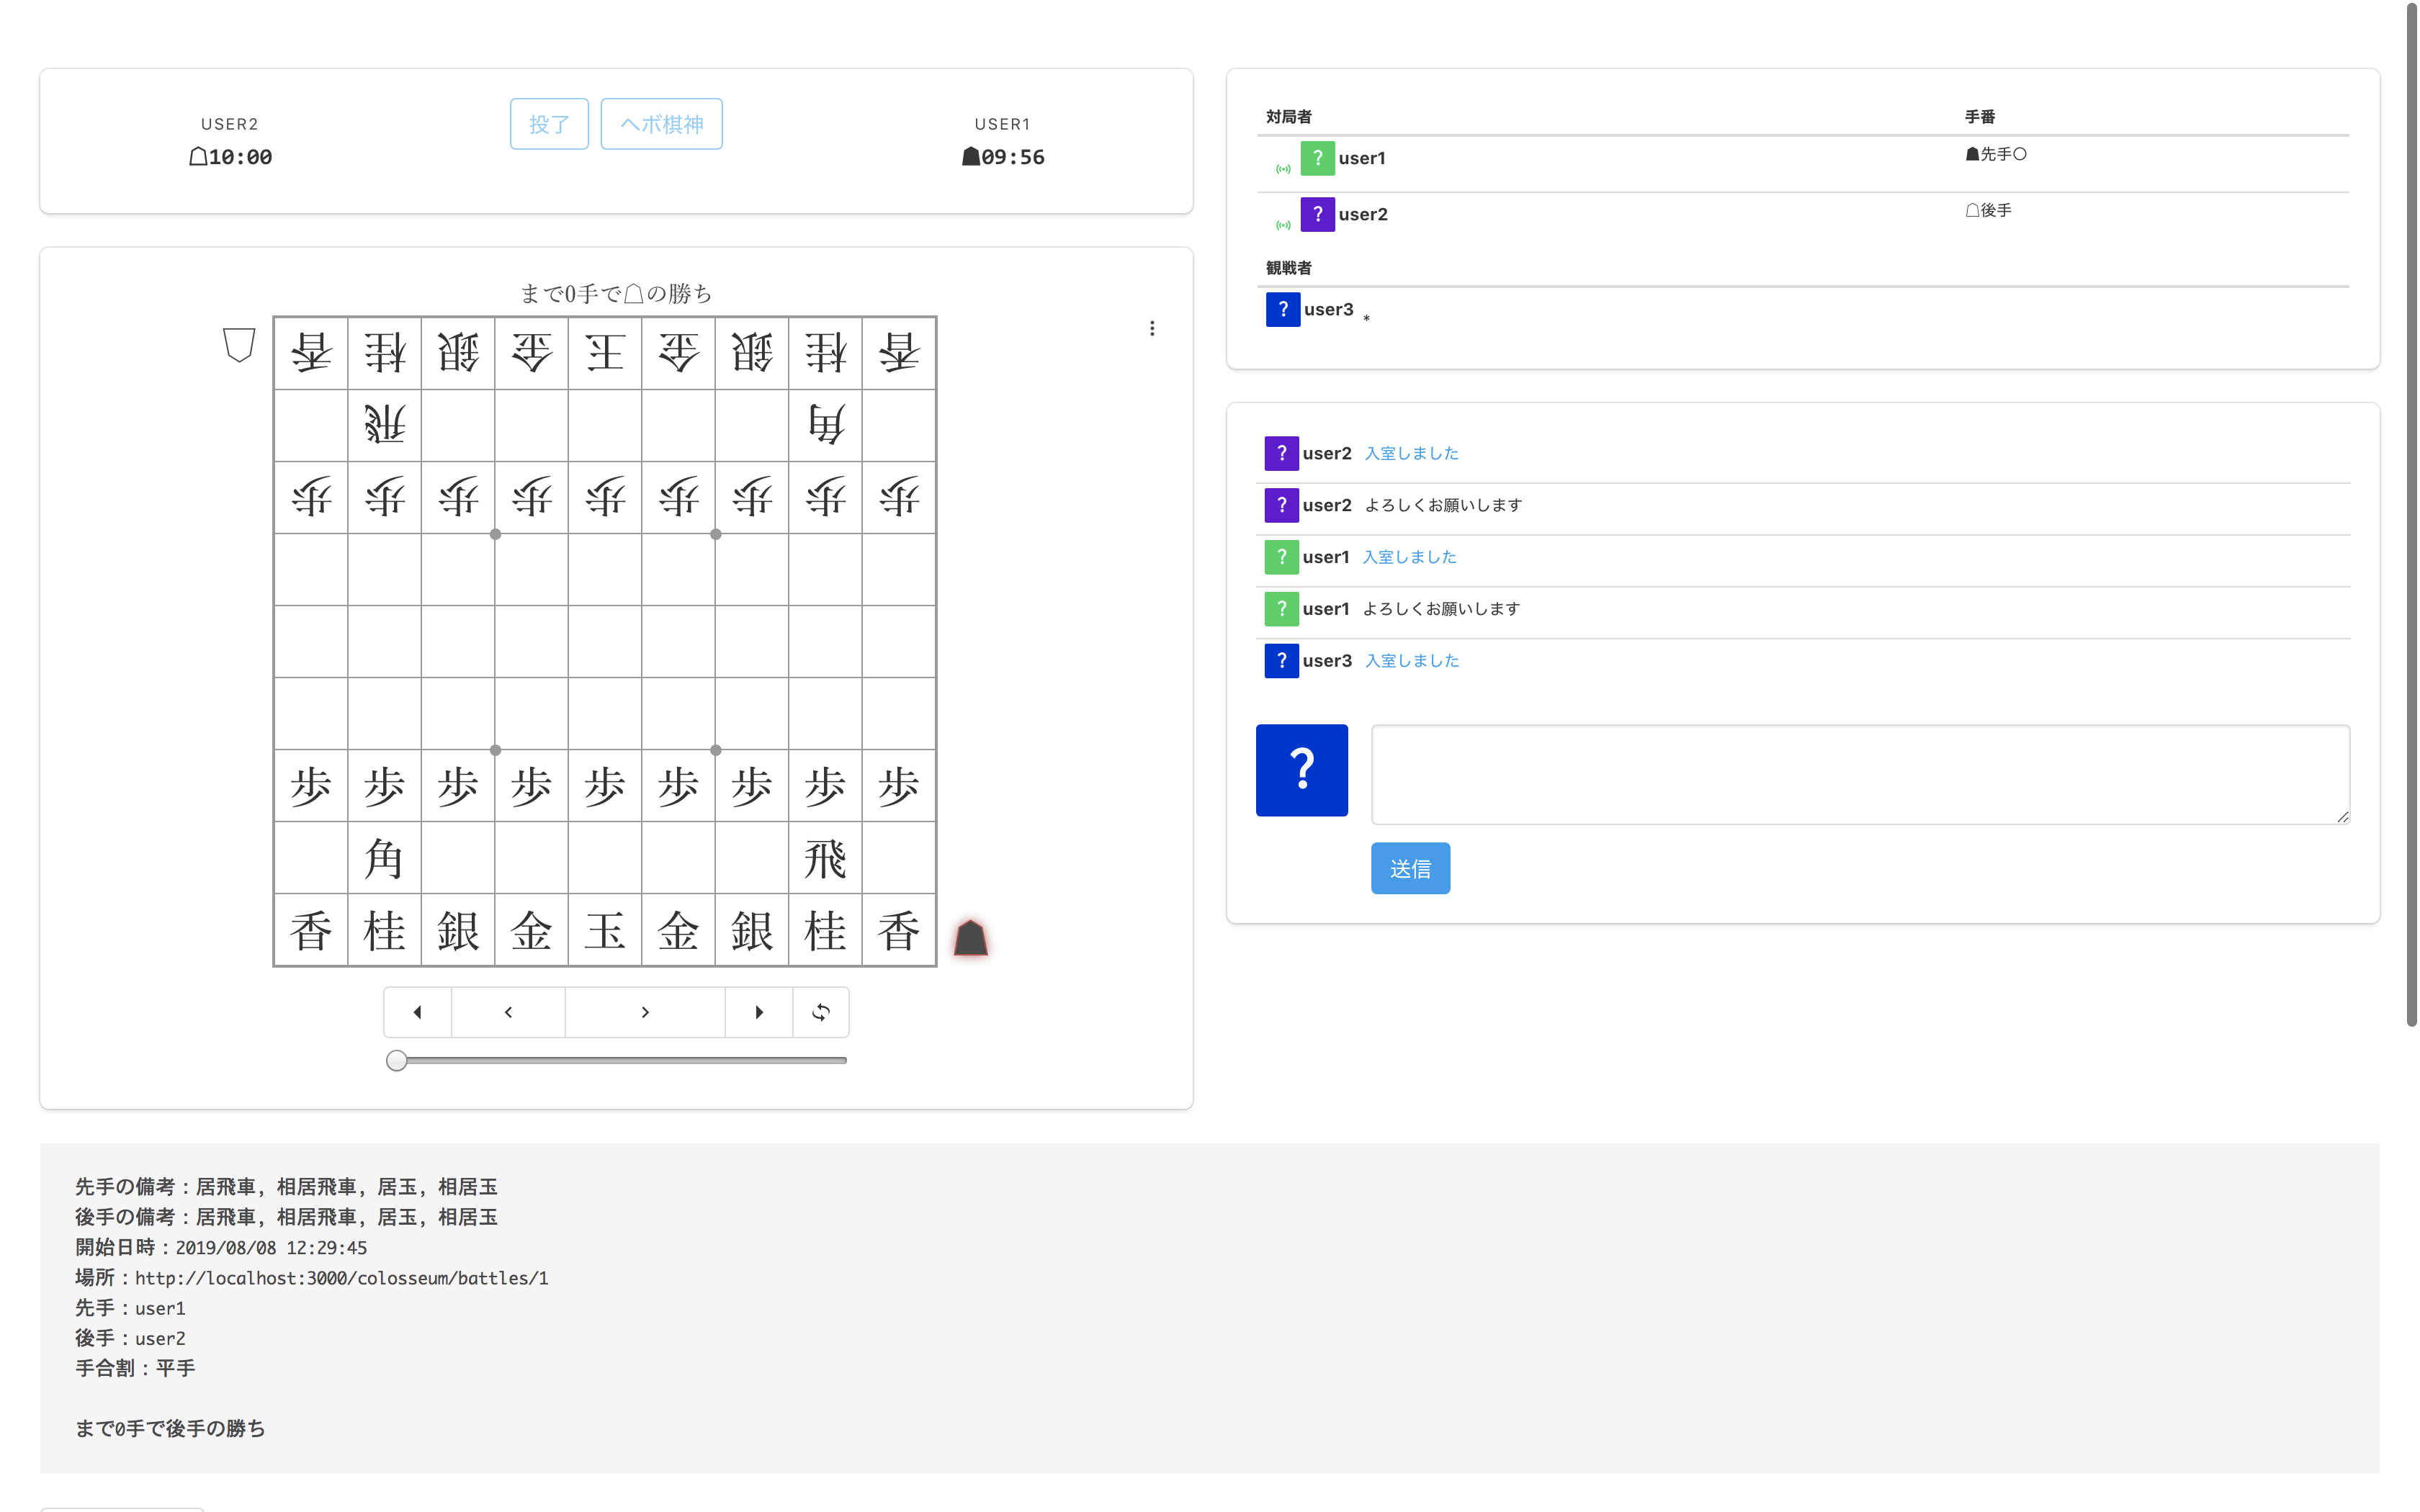 USER2
☖10:00
投了
ヘボ棋神
USER1
☗09:56
まで0手で☖の勝ち
香 桂 銀 金 王 金 銀 桂 香
飛 角
歩 歩 歩 歩 歩 歩 歩 歩 歩
歩 歩 歩 歩 歩 歩 歩 歩 歩
角 飛
香 桂 銀 金 玉 金 銀 桂 香
対局者 手番
? user1 ☗先手○
? user2 ☖後手
観戦者
? user3 *
? user2 入室しました
? user2 よろしくお願いします
? user1 入室しました
? user1 よろしくお願いします
? user3 入室しました
?
送信
先手の備考：居飛車, 相居飛車, 居玉, 相居玉
後手の備考：居飛車, 相居飛車, 居玉, 相居玉
開始日時：2019/08/08 12:29:45
場所：http://localhost:3000/colosseum/battles/1
先手：user1
後手：user2
手合割：平手
まで0手で後手の勝ち